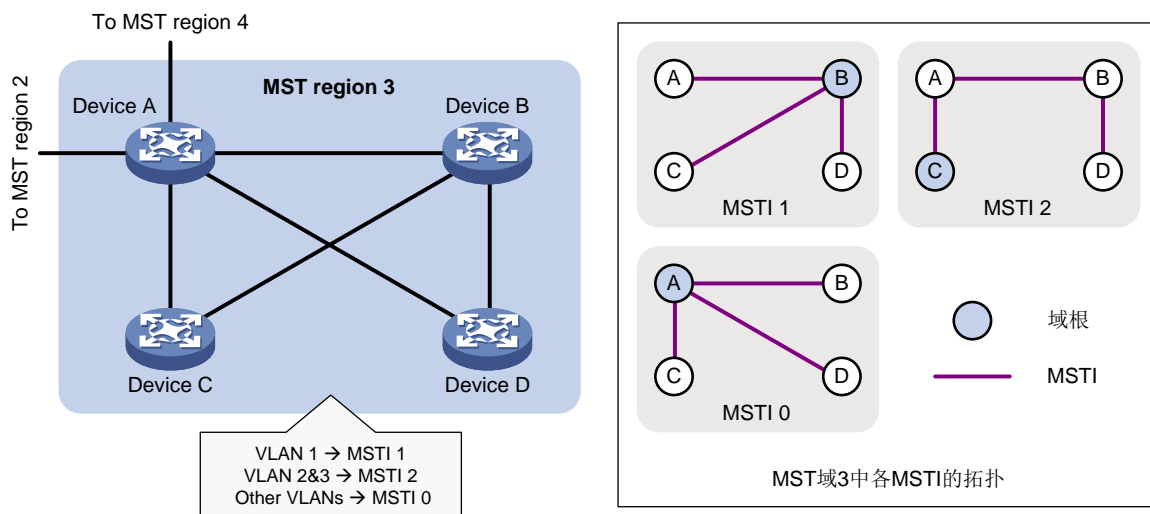 To MST region 4
To MST region 2
MST region 3
Device A
Device B
Device C
Device D
VLAN 1 → MSTI 1
VLAN 2&3 → MSTI 2
Other VLANs → MSTI 0
A
B
C
D
MSTI 1
A
B
C
D
MSTI 2
A
B
C
D
MSTI 0
域根
MSTI
MST域3中各MSTI的拓扑